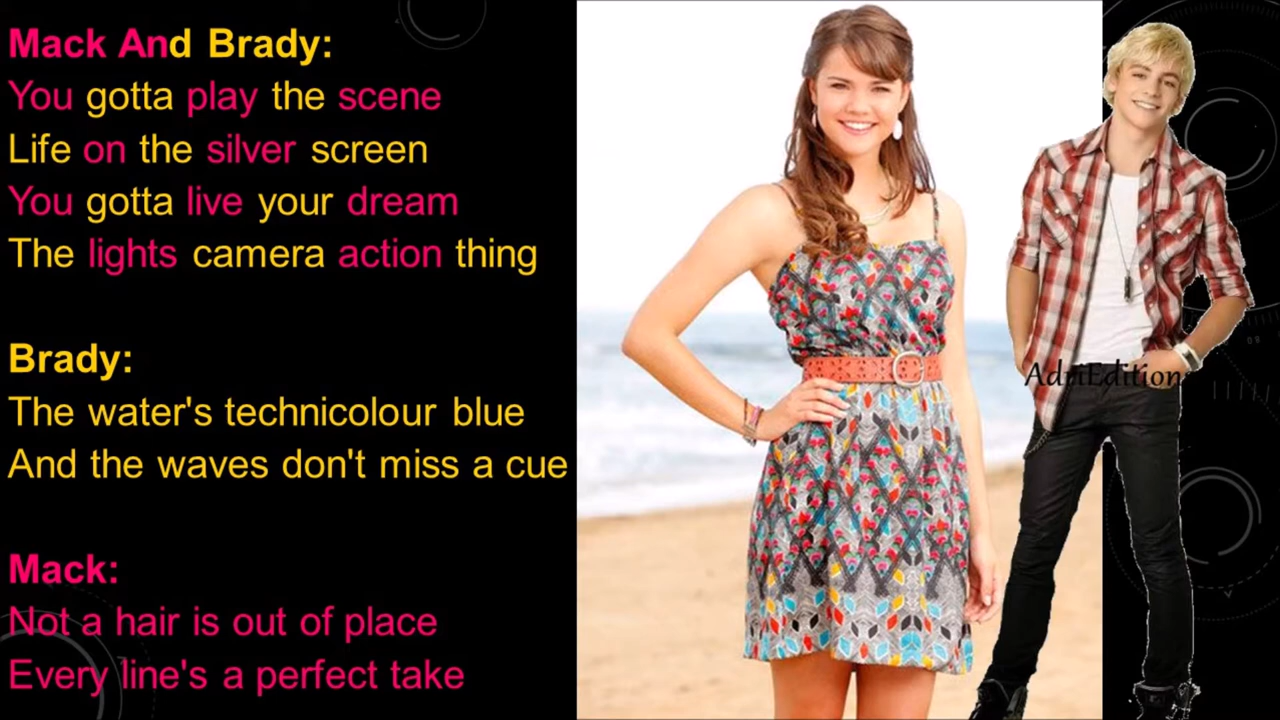 Mack And Brady:
You gotta play the scene
Life on the silver screen
You gotta live your dream
The lights camera action thing
Brady:
The water's technicolour blue
And the waves don't miss a cue
Mack:
Not a hair is out of place
Every line's a perfect take
AdriEditions